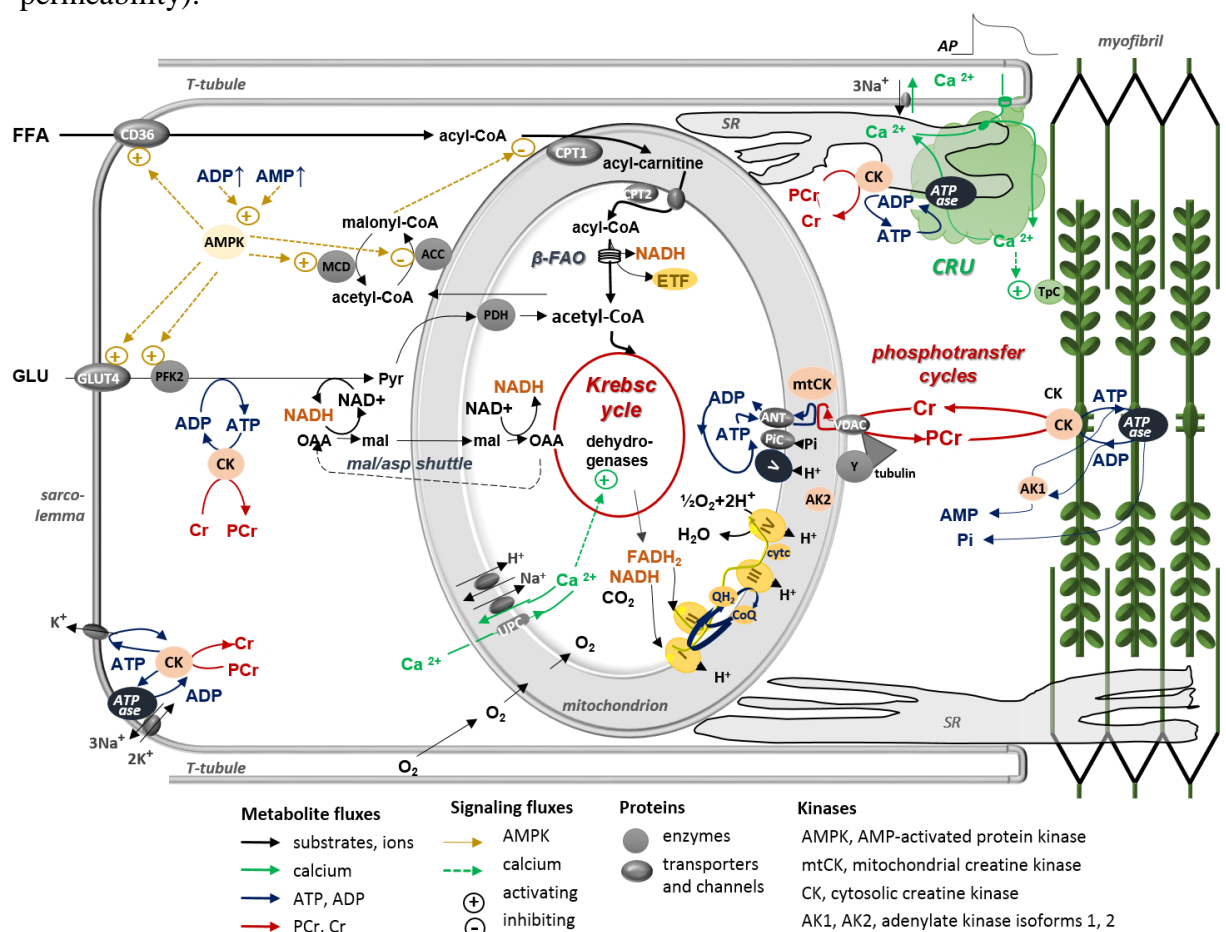 permeability).
AP
myofibril
T-tubule
3Na+
Ca 2+
FFA
CD36
acyl-CoA
SR
Ca 2+
+
-
CPT1
acyl-carnitine
ADP↑ AMP↑
CPT2
PCr
Cr
CK
ADP
ATP
ATP
ase
+
malonyl-CoA
acyl-CoA
AMPK
β-FAO
NADH
ETF
Ca 2+
CRU
+
MCD
-
ACC
acetyl-CoA
+
TpC
PDH
acetyl-CoA
+
+
GLU
GLUT4
PFK2
Pyr
phosphotransfer
cycles
Krebsc
ycle
NADH
NAD+
NADH
NAD+
ADP
ATP
mtCK
ADP
ATP
ANT
PiC
Pi
V
H+
VDAC
Cr
PCr
CK
CK
ATP
ADP
ATP
ase
OAA
mal
mal
OAA
dehydro-
genases
+
mal/asp shuttle
CK
Y
tubulin
AK2
AK1
AMP
Pi
sarco-
lemma
Cr
PCr
½O2+2H+
H2O
IV
H+
cytc
III
H+
FADH2
NADH
CO2
QH2
CoQ
II
I
H+
H+
Na+
Ca 2+
UPC
Ca 2+
O2
O2
O2
K+
ATP
CK
Cr
PCr
ATP
ase
ADP
3Na+
2K+
mitochondrion
SR
T-tubule
Metabolite fluxes
substrates, ions
calcium
ATP, ADP
PCr, Cr
Signaling fluxes
AMPK
calcium
+ activating
- inhibiting
Proteins
enzymes
transporters
and channels
Kinases
AMPK, AMP-activated protein kinase
mtCK, mitochondrial creatine kinase
CK, cytosolic creatine kinase
AK1, AK2, adenylate kinase isoforms 1, 2